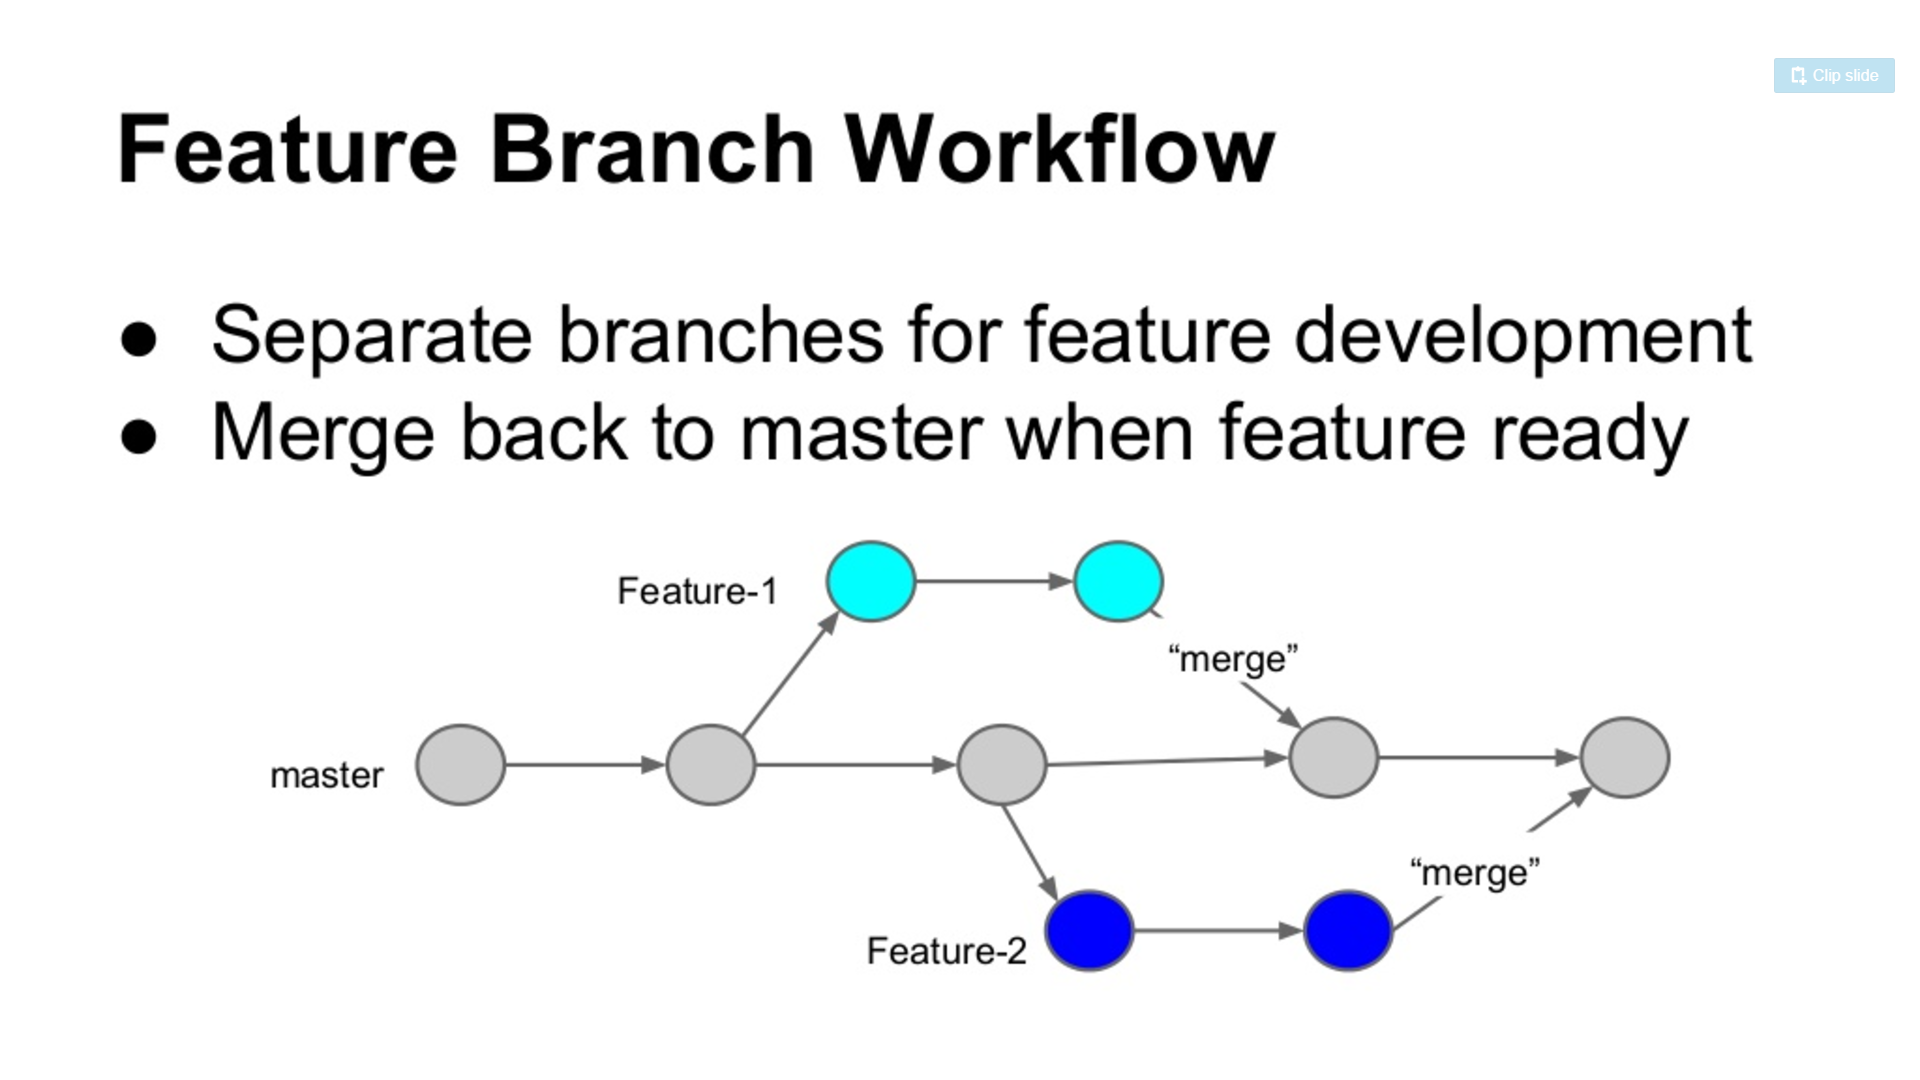 Clip slide
Feature Branch Workflow
● Separate branches for feature development
● Merge back to master when feature ready
Feature-1
“merge”
master
“merge”
Feature-2